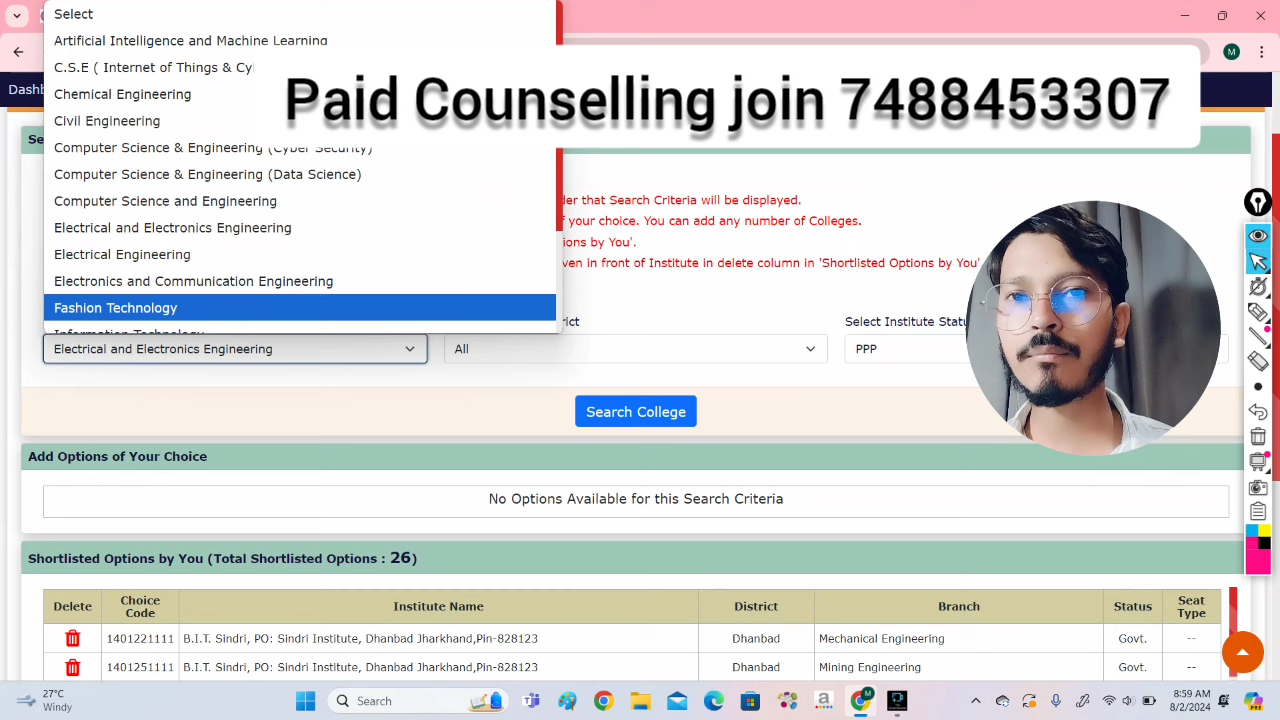 Select
Artificial Intelligence and Machine Learning
C.S.E ( Internet of Things & Cy
Paid Counselling join 7488453307
Chemical Engineering
Civil Engineering
Computer Science & Engineering (Cyber Security)
Computer Science & Engineering (Data Science)
Computer Science and Engineering
Electrical and Electronics Engineering
Electrical Engineering
Electronics and Communication Engineering
Fashion Technology
Information Technology
M
Dashb
Se
der that Search Criteria will be displayed.
f your choice. You can add any number of Colleges.
ions by You'.
ven in front of Institute in delete column in 'Shortlisted Options by You'
rict
Select Institute Statu
Electrical and Electronics Engineering
All
PPP
Search College
Add Options of Your Choice
No Options Available for this Search Criteria
Shortlisted Options by You (Total Shortlisted Options : 26)
Delete Choice Code Institute Name District Branch Status Seat Type
1401221111 B.I.T. Sindri, PO: Sindri Institute, Dhanbad Jharkhand,Pin-828123 Dhanbad Mechanical Engineering Govt. --
1401251111 B.I.T. Sindri, PO: Sindri Institute, Dhanbad Jharkhand,Pin-828123 Dhanbad Mining Engineering Govt. --
27°C
Windy
Search
8:59 AM
8/2/2024